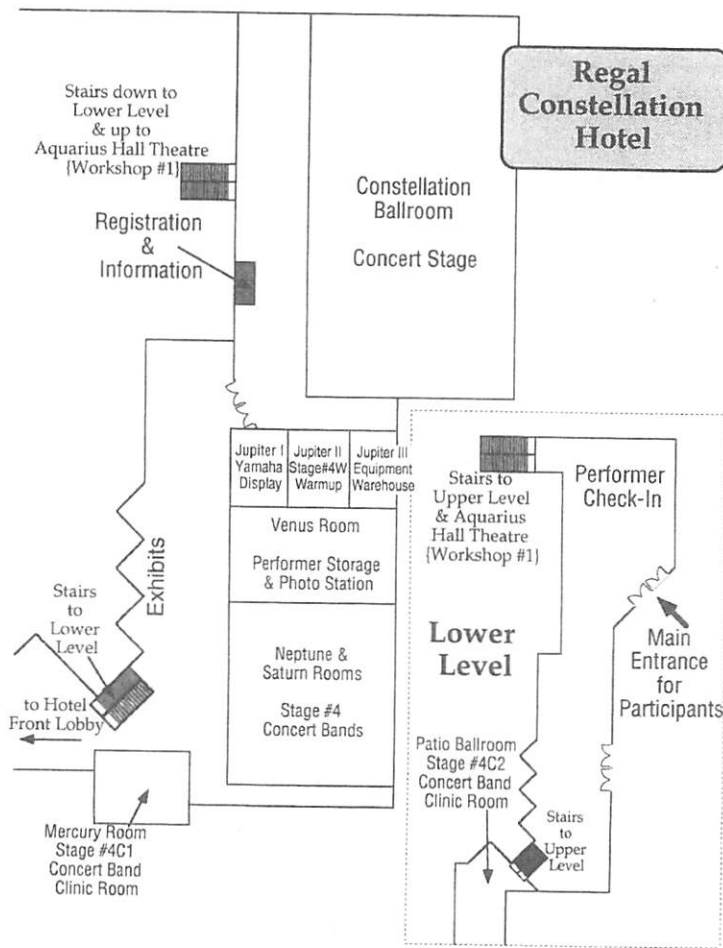 Regal
Constellation
Hotel
Stairs down to
Lower Level
& up to
Aquarius Hall Theatre
{Workshop #1}
Registration
&
Information
Constellation
Ballroom
Concert Stage
Jupiter I
Yamaha
Display
Jupiter II
Stage#4W
Warmup
Jupiter III
Equipment
Warehouse
Venus Room
Performer Storage
& Photo Station
Exhibits
Stairs
to
Lower
Level
to Hotel
Front Lobby
Neptune &
Saturn Rooms
Stage #4
Concert Bands
Mercury Room
Stage #4C1
Concert Band
Clinic Room
Stairs to
Upper Level
& Aquarius
Hall Theatre
{Workshop #1}
Performer
Check-In
Lower
Level
Main
Entrance
for
Participants
Patio Ballroom
Stage #4C2
Concert Band
Clinic Room
Stairs
to
Upper
Level